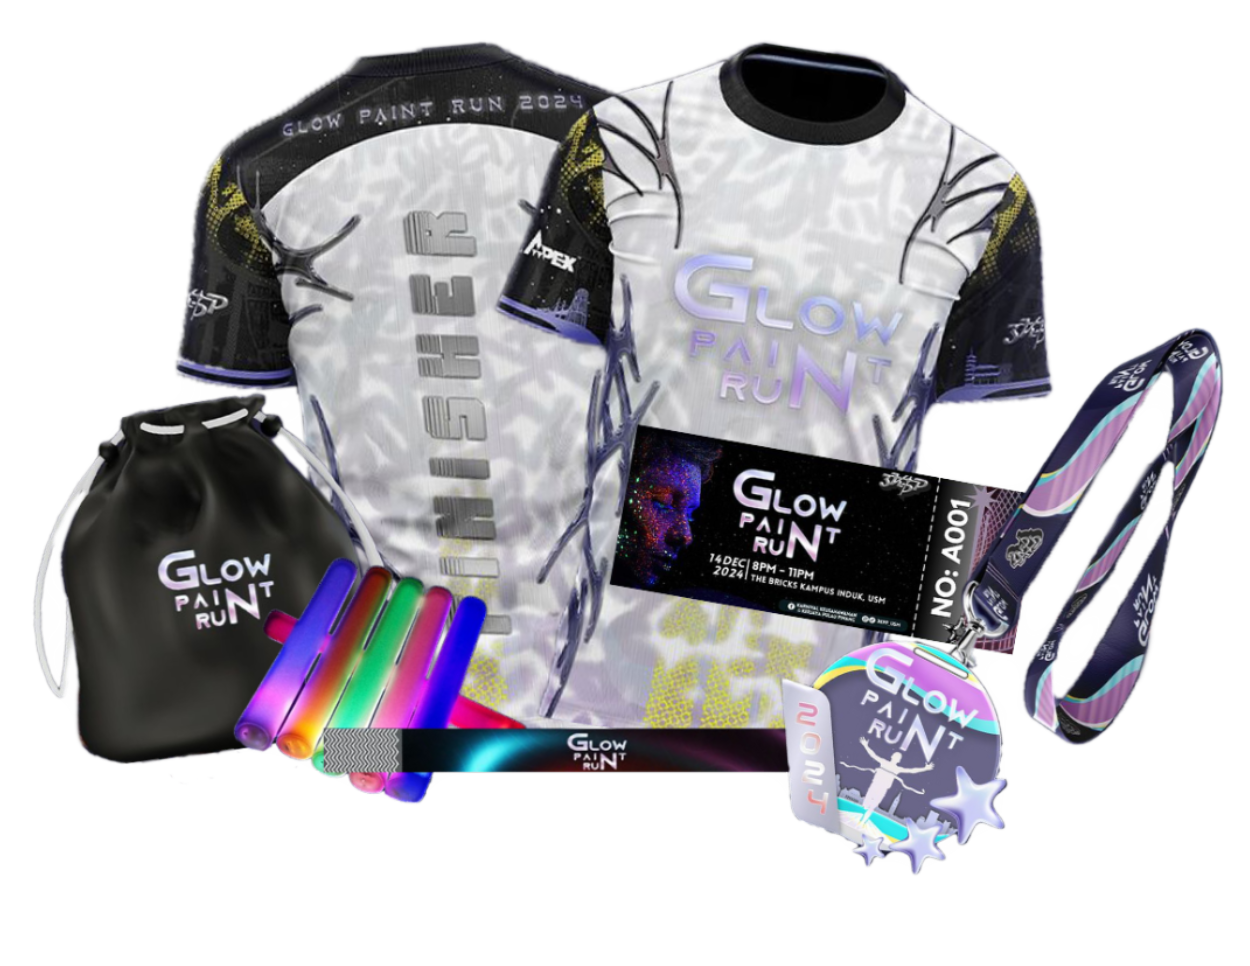 GLOW PAINT RUN 2024
FINISHER
APEX
GLOW
PAINT
RUN
GLOW
PAINT
RUN
GLOW
PAINT
RUN
14 DEC
2024
8PM - 11PM
THE BRICKS KAMPUS INDUK, USM
NO: A001
GLOW
PAINT
RUN
GLOW
PAINT
RUN
2024